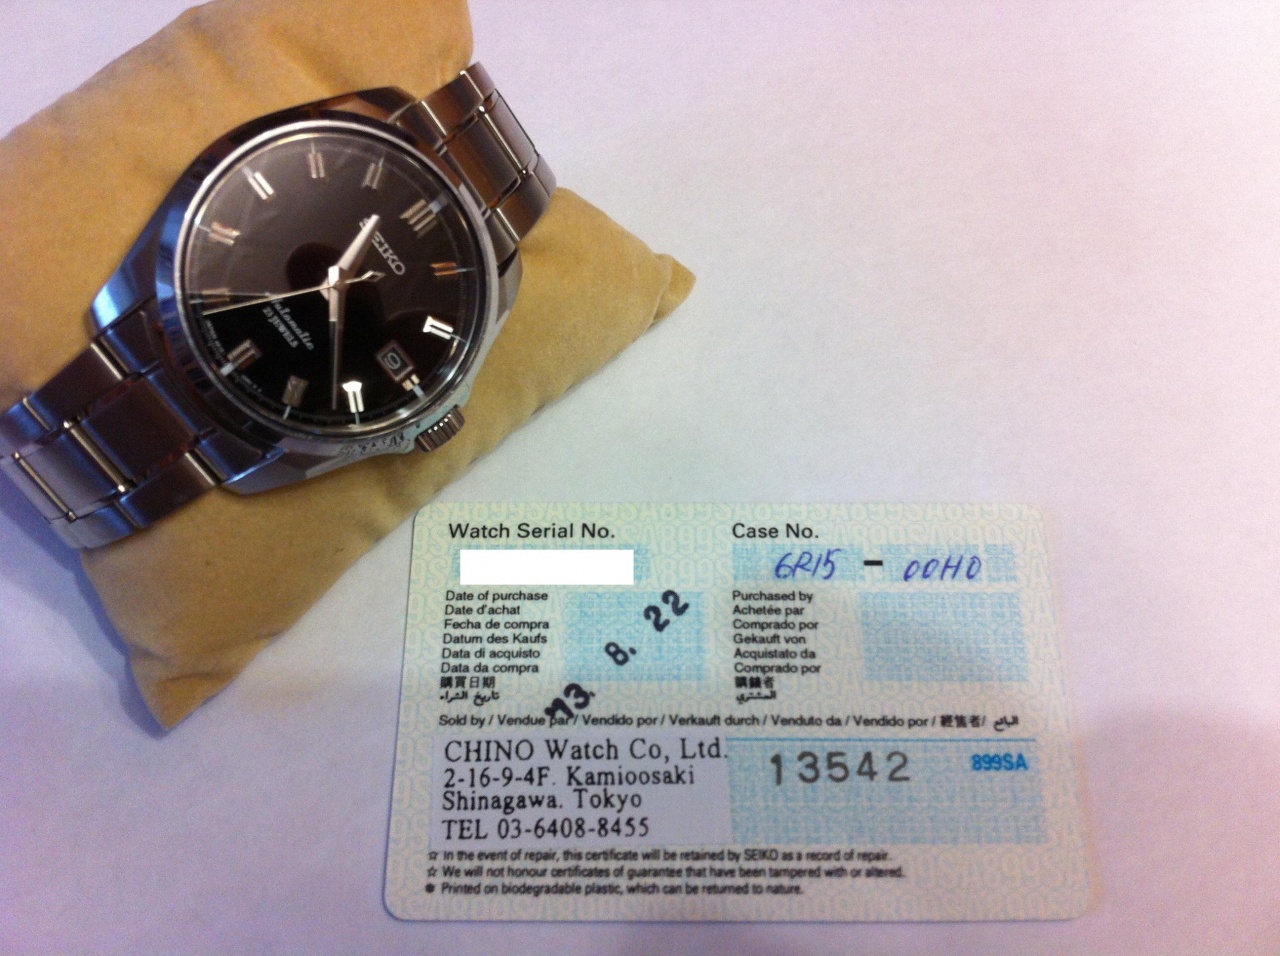 SEIKO
Automatic
23 JEWELS
9
Watch Serial No.
Case No.
6R15 - 00H0
Date of purchase
Date d'achat
Fecha de compra
Datum des Kaufs
Data di acquisto
Data da compra
購買日期
تاريخ الشراء
'13. 8. 22
Purchased by
Achetée par
Comprado por
Gekauft von
Acquistato da
Comprado por
購錶者
المشتري
Sold by / Vendue par / Vendido por / Verkauft durch / Venduto da / Vendido por / 經售者 / البائع
CHINO Watch Co, Ltd.
2-16-9-4F. Kamioosaki
Shinagawa. Tokyo
TEL 03-6408-8455
13542
899SA
☆ In the event of repair, this certificate will be retained by SEIKO as a record of repair.
☆ We will not honour certificates of guarantee that have been tampered with or altered.
● Printed on biodegradable plastic, which can be returned to nature.